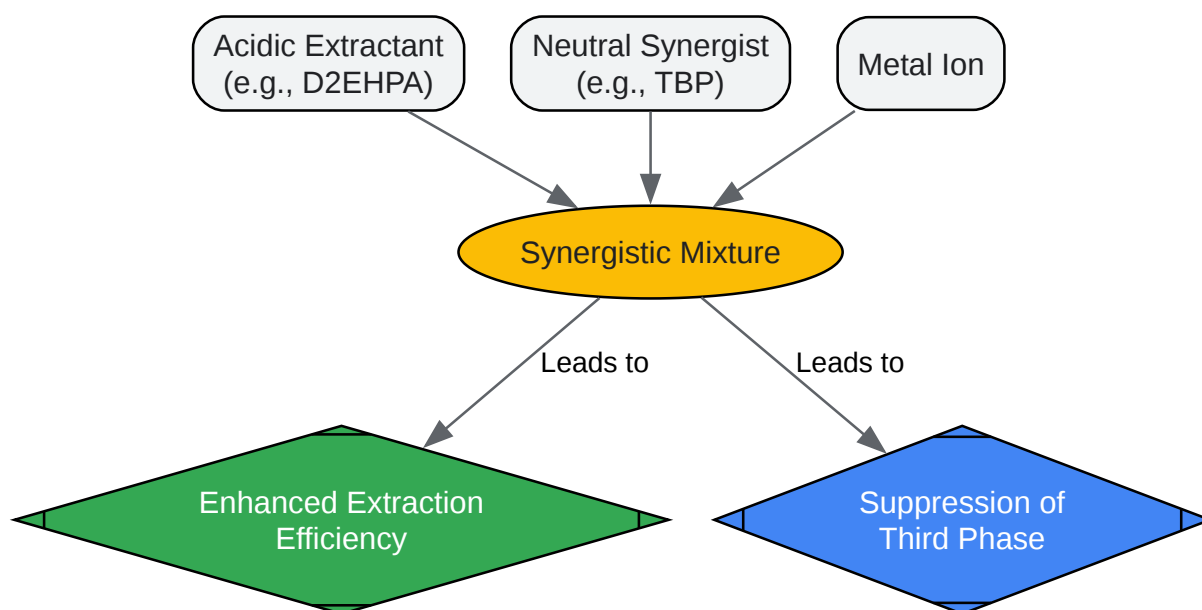 Acidic Extractant
(e.g., D2EHPA)
Neutral Synergist
(e.g., TBP)
Metal Ion
Synergistic Mixture
Leads to
Leads to
Enhanced Extraction
Efficiency
Suppression of
Third Phase